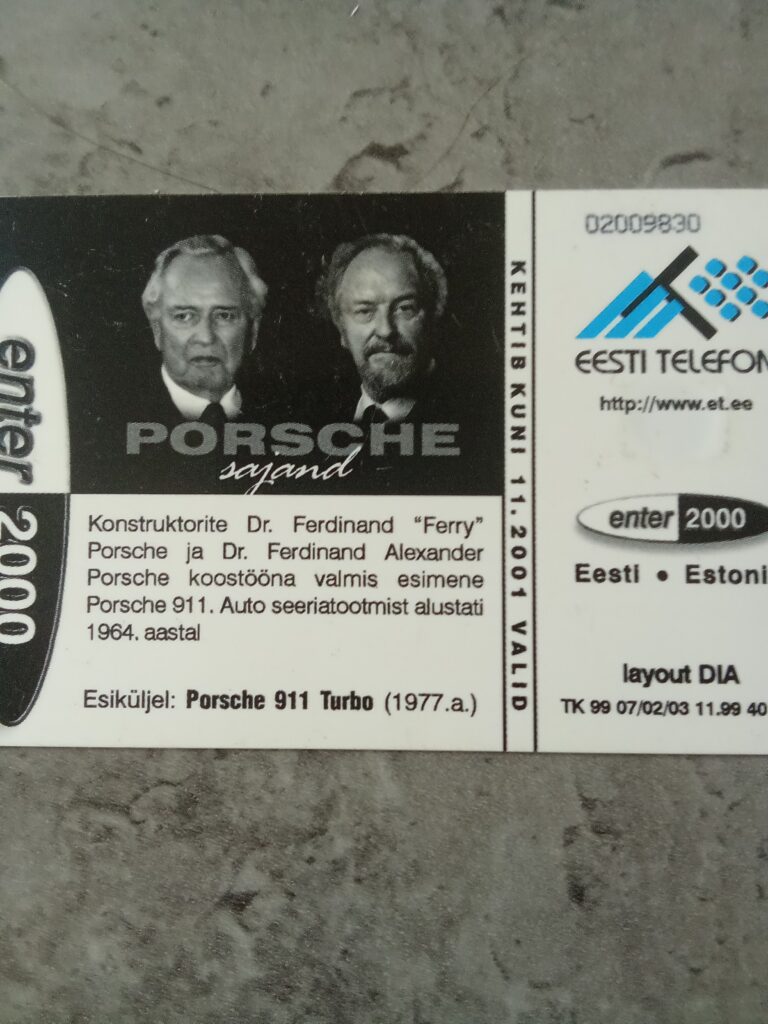 enter 2000
PORSCHE
sajand
Konstruktorite Dr. Ferdinand "Ferry"
Porsche ja Dr. Ferdinand Alexander
Porsche koostööna valmis esimene
Porsche 911. Auto seeriatootmist alustati
1964. aastal
Esiküljel: Porsche 911 Turbo (1977.a.)
KEHTIB KUNI 11.2001 VALID
02009830
EESTI TELEFON
http://www.et.ee
enter 2000
Eesti • Estoni
layout DIA
TK 99 07/02/03 11.99 40